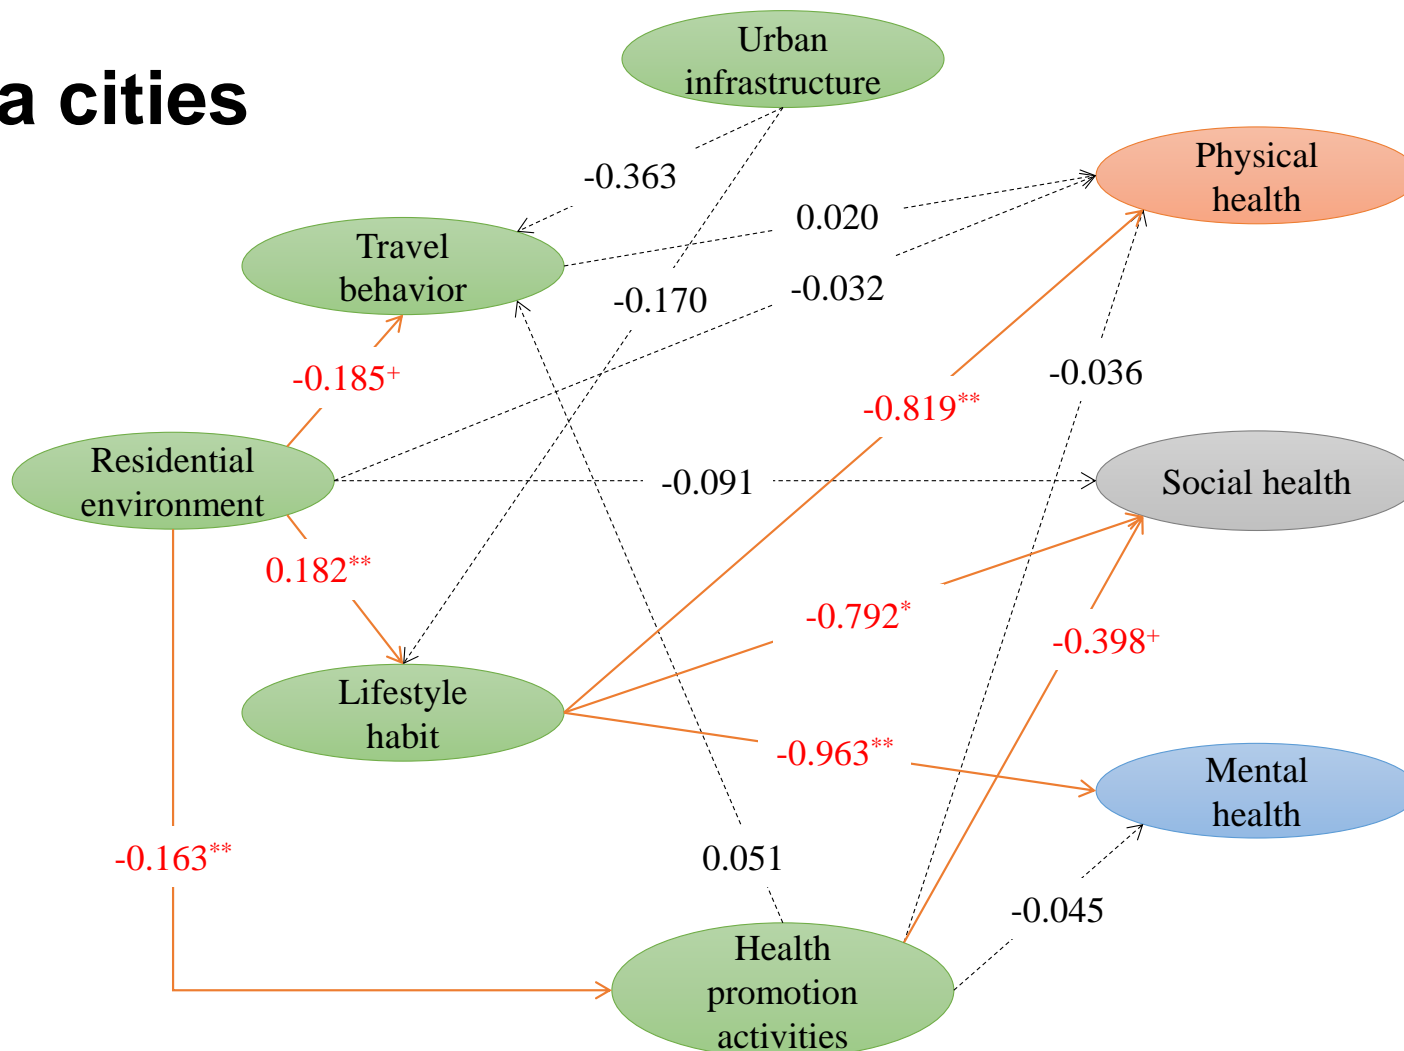 a cities
Urban
infrastructure
Physical
health
-0.363
0.020
Travel
behavior
-0.170
-0.032
-0.185+
-0.036
-0.819**
Residential
environment
-0.091
Social health
0.182**
-0.792*
-0.398+
Lifestyle
habit
-0.963**
Mental
health
-0.163**
0.051
-0.045
Health
promotion
activities